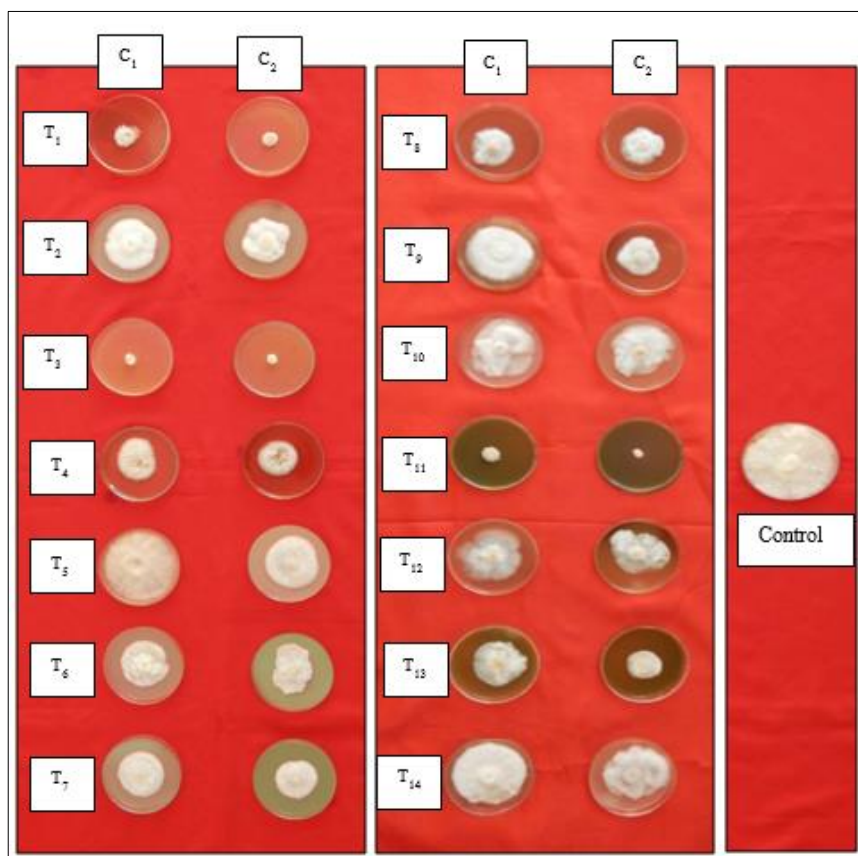 C₁ C₂ C₁ C₂
T₁ T₈
T₂ T₉
T₃ T₁₀
T₄ T₁₁
Control
T₅ T₁₂
T₆ T₁₃
T₇ T₁₄